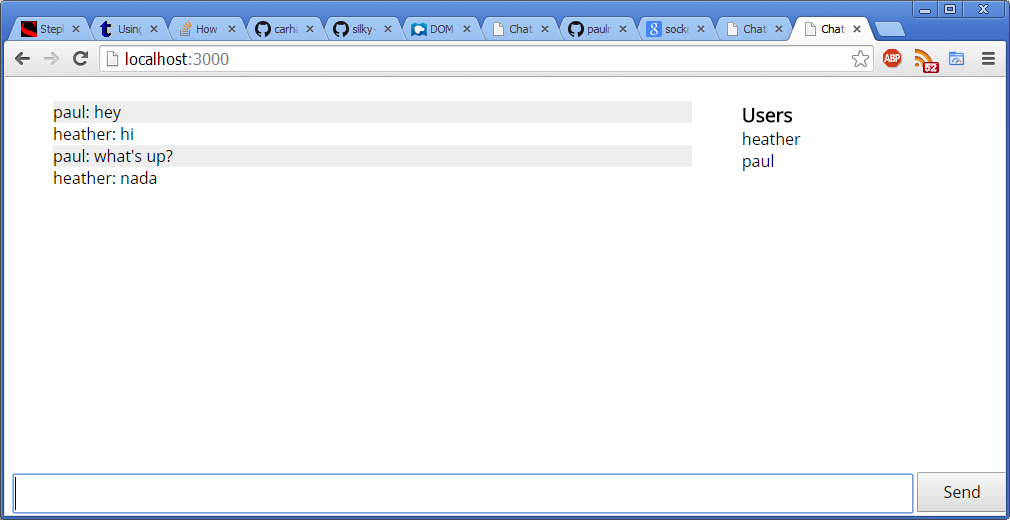 Stepl
Using
How
carha
silky-
DOM
Chat
paulr
socke
Chat
Chat
localhost:3000
ABP
52
paul: hey
heather: hi
paul: what's up?
heather: nada
Users
heather
paul
Send